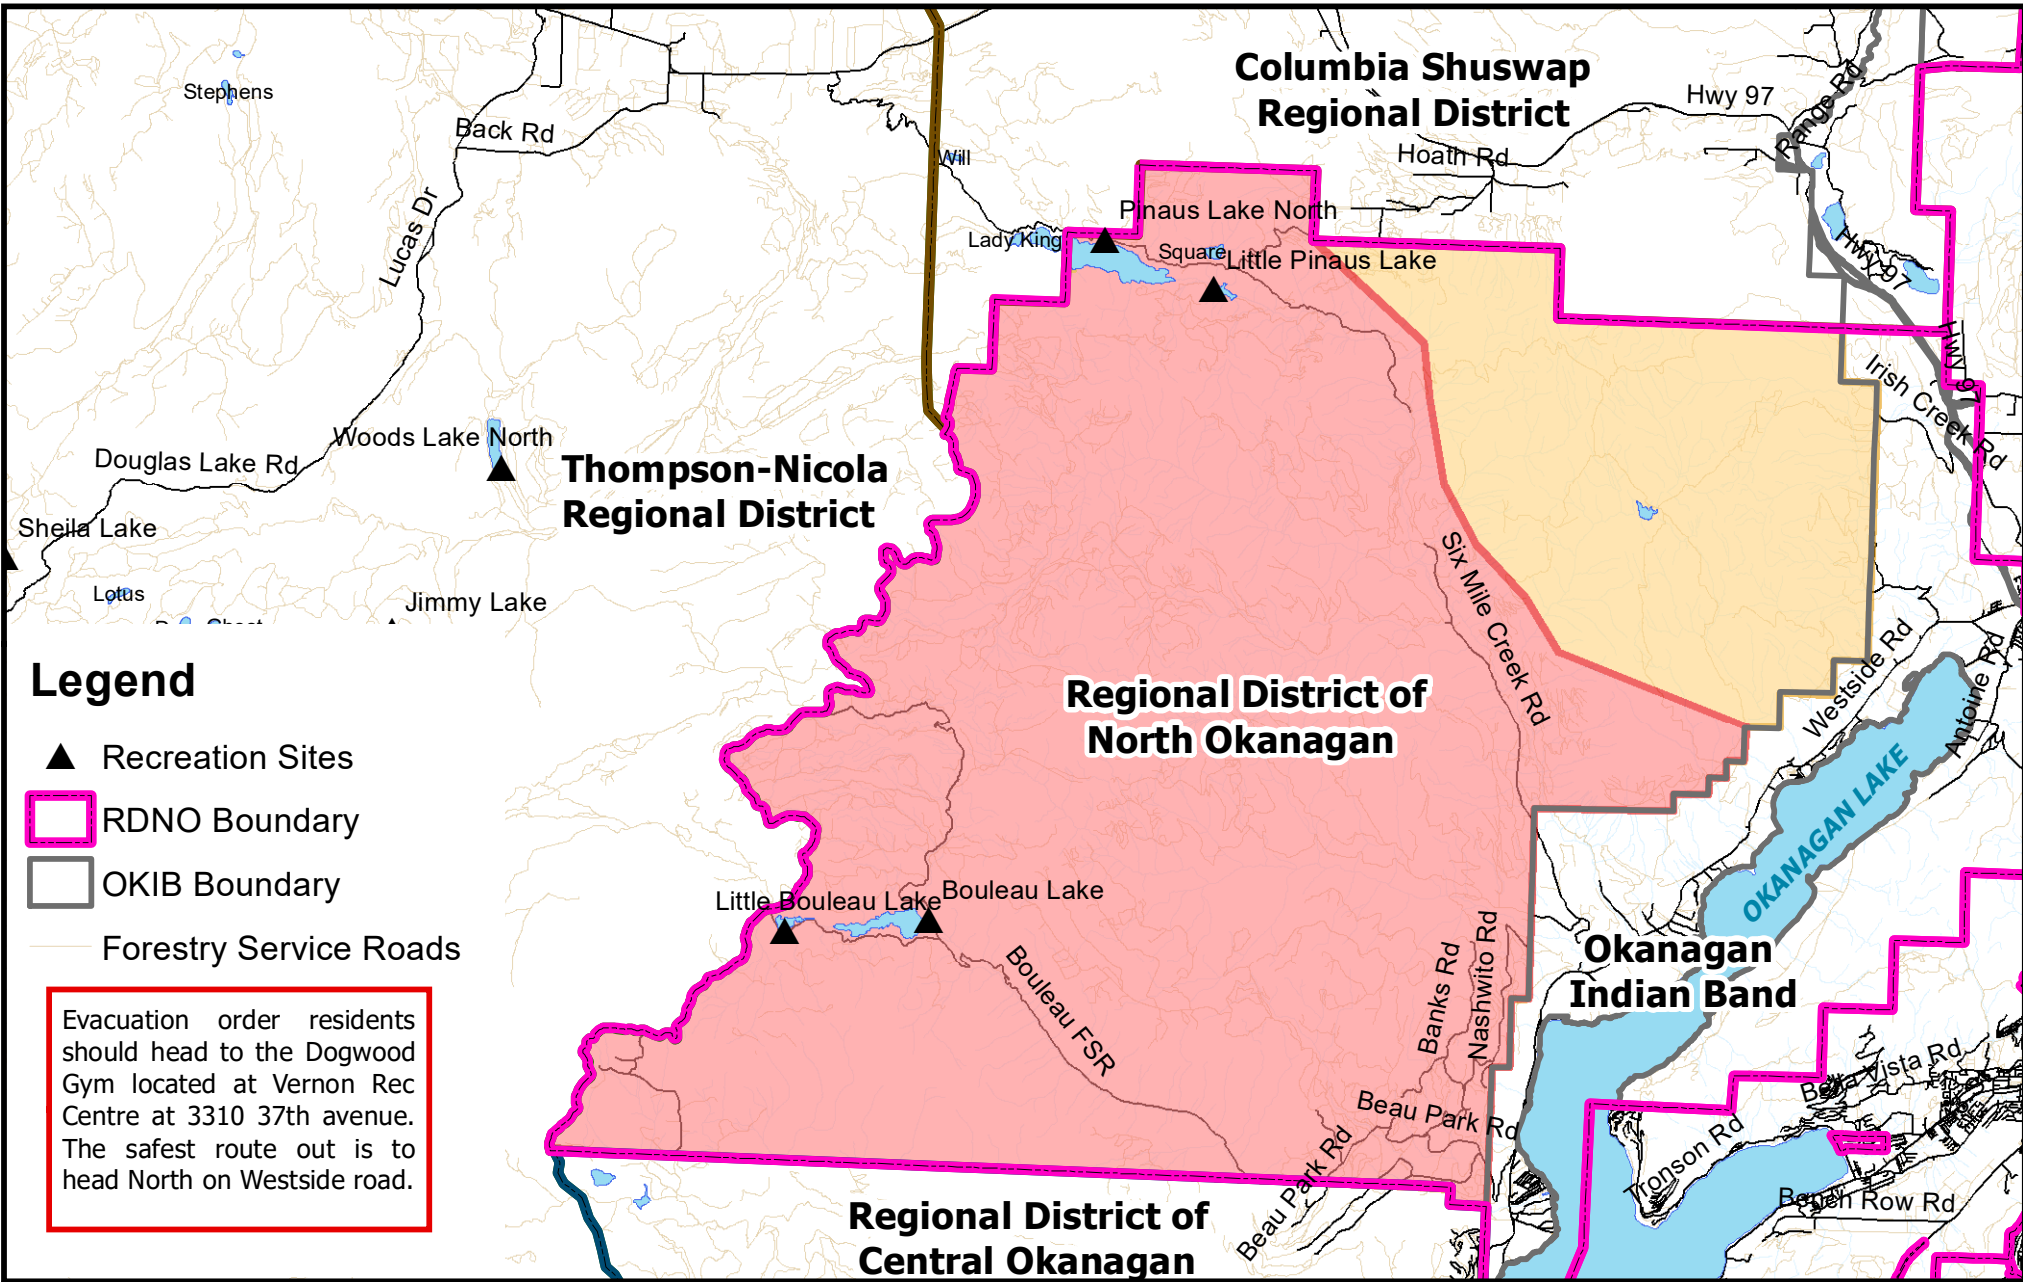 Columbia Shuswap
Regional District
Stephens
Hwy 97
Range Rd
Back Rd
Will
Hoath Rd
Lucas Dr
Pinaus Lake North
Lady King
Square
Little Pinaus Lake
Hwy 97
Hwy 97
Irish Creek Rd
Woods Lake North
Douglas Lake Rd
Thompson-Nicola
Regional District
Sheila Lake
Six Mile Creek Rd
Lotus
Jimmy Lake
Ghost
Westside Rd
Antoine Rd
Legend
Recreation Sites
RDNO Boundary
OKIB Boundary
Forestry Service Roads
Regional District of
North Okanagan
OKANAGAN LAKE
Little Bouleau Lake
Bouleau Lake
Bouleau FSR
Banks Rd
Nashwito Rd
Okanagan
Indian Band
Evacuation order residents
should head to the Dogwood
Gym located at Vernon Rec
Centre at 3310 37th avenue.
The safest route out is to
head North on Westside road.
Bella Vista Rd
Beau Park Rd
Beau Park Rd
Tronson Rd
Bench Row Rd
Regional District of
Central Okanagan